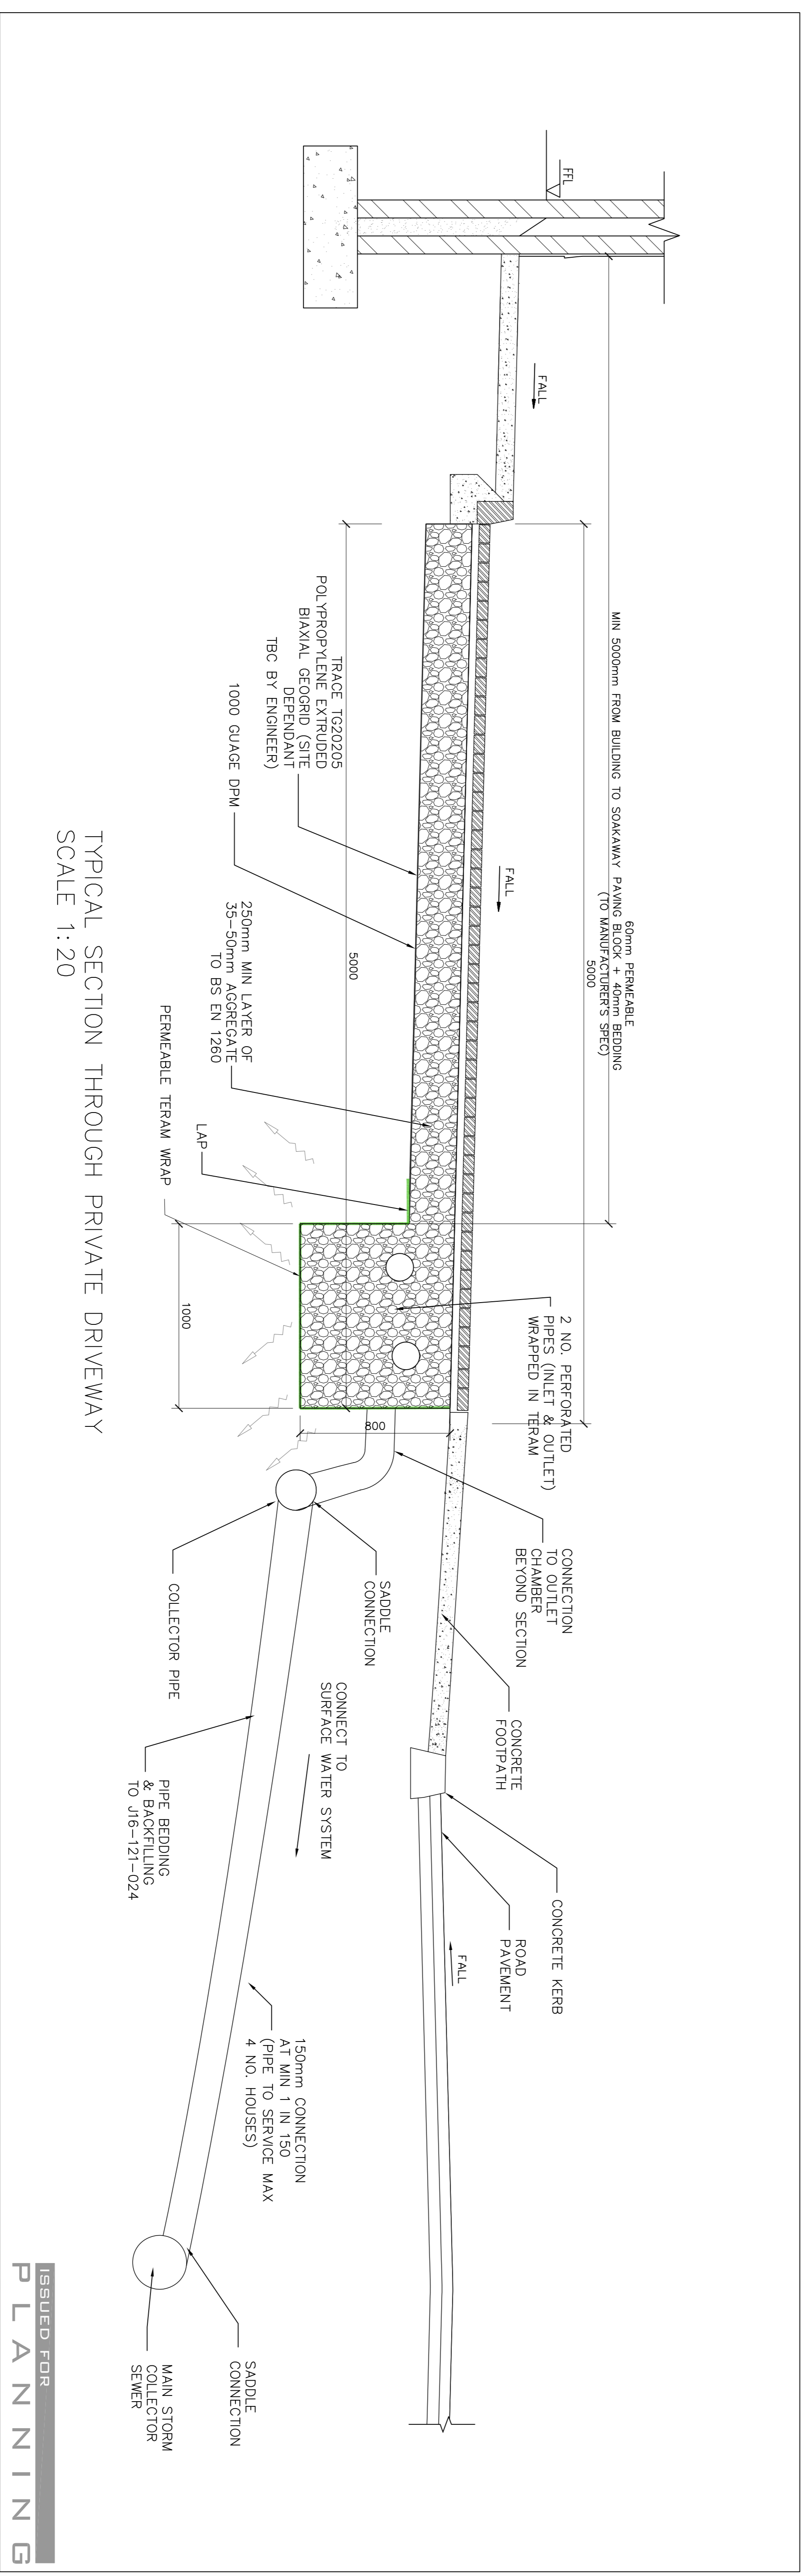 FFL
FALL
MIN 5000mm FROM BUILDING TO SOAKAWAY
60mm PERMEABLE
PAVING BLOCK + 40mm BEDDING
(TO MANUFACTURER'S SPEC)
5000
FALL
TRACE TG20205
POLYPROPYLENE EXTRUDED
BIAXIAL GEOGRID (SITE
DEPENDANT
TBC BY ENGINEER)
1000 GUAGE DPM
5000
250mm MIN LAYER OF
35-50mm AGGREGATE
TO BS EN 1260
LAP
PERMEABLE TERAM WRAP
1000
800
2 NO. PERFORATED
PIPES (INLET & OUTLET)
WRAPPED IN TERAM
CONNECTION
TO OUTLET
CHAMBER
BEYOND SECTION
SADDLE
CONNECTION
COLLECTOR PIPE
CONCRETE
FOOTPATH
CONNECT TO
SURFACE WATER SYSTEM
PIPE BEDDING
& BACKFILLING
TO J16-121-024
CONCRETE KERB
ROAD
PAVEMENT
FALL
150mm CONNECTION
AT MIN 1 IN 150
(PIPE TO SERVICE MAX
4 NO. HOUSES)
SADDLE
CONNECTION
MAIN STORM
COLLECTOR
SEWER
TYPICAL SECTION THROUGH PRIVATE DRIVEWAY
SCALE 1:20
ISSUED FOR
PLANNING